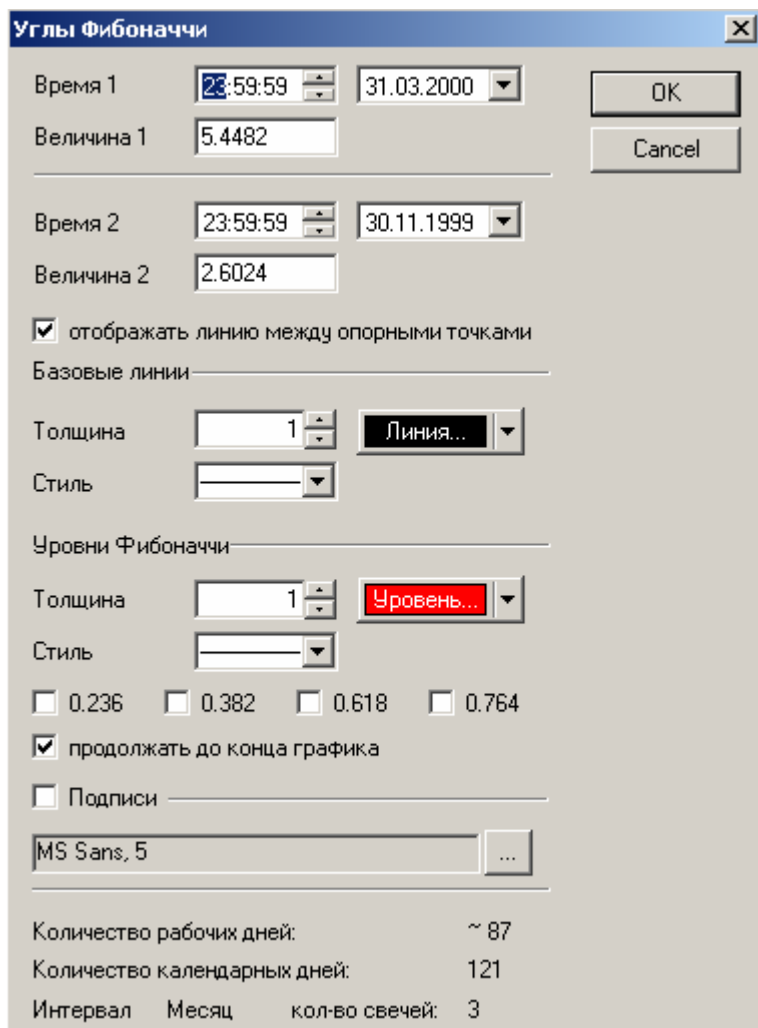 Углы Фибоначчи
Время 1 23:59:59 31.03.2000 OK
Величина 1 5.4482 Cancel
Время 2 23:59:59 30.11.1999
Величина 2 2.6024
отображать линию между опорными точками
Базовые линии
Толщина 1 Линия...
Стиль
Уровни Фибоначчи
Толщина 1 Уровень...
Стиль
0.236 0.382 0.618 0.764
продолжать до конца графика
Подписи
MS Sans, 5 ...
Количество рабочих дней: ~ 87
Количество календарных дней: 121
Интервал Месяц кол-во свечей: 3